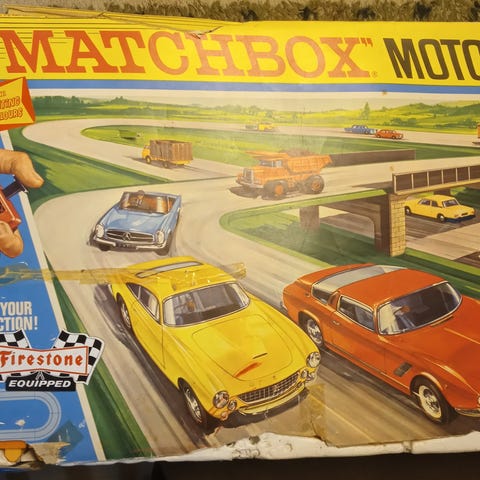 MATCHBOX" MOTO
YOUR
CTION!
Firestone
EQUIPPED